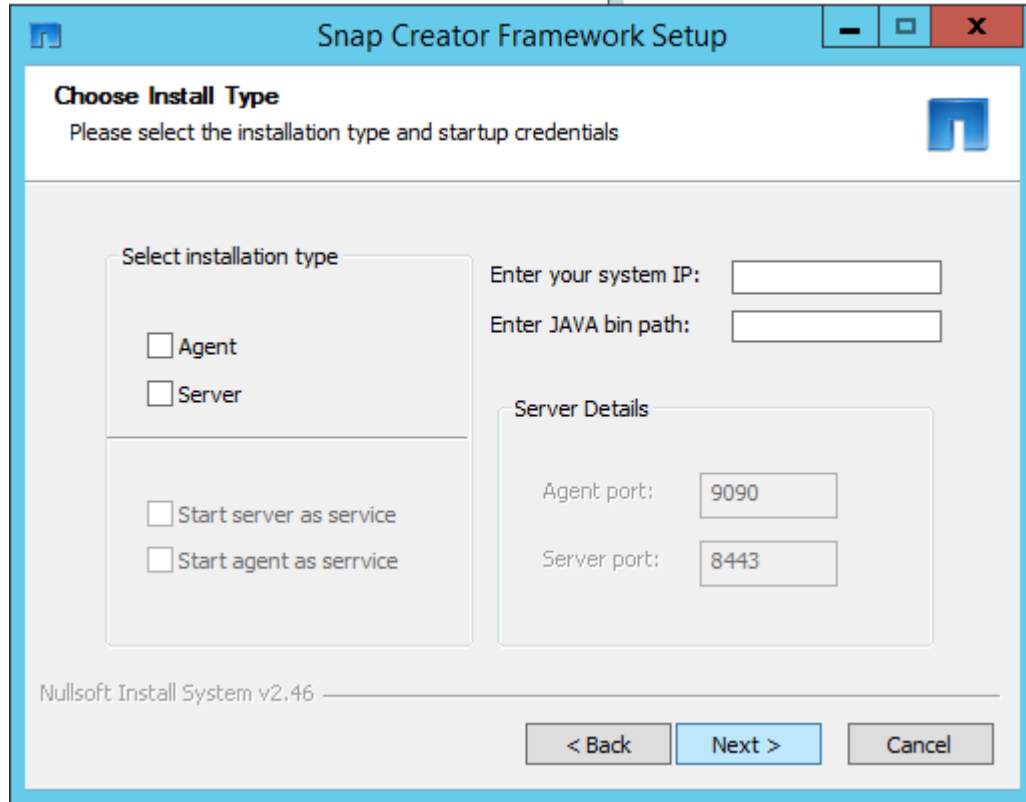 Snap Creator Framework Setup
Choose Install Type
Please select the installation type and startup credentials
Select installation type
Agent
Server
Start server as service
Start agent as serrvice
Enter your system IP:
Enter JAVA bin path:
Server Details
Agent port: 9090
Server port: 8443
Nullsoft Install System v2.46
< Back Next > Cancel